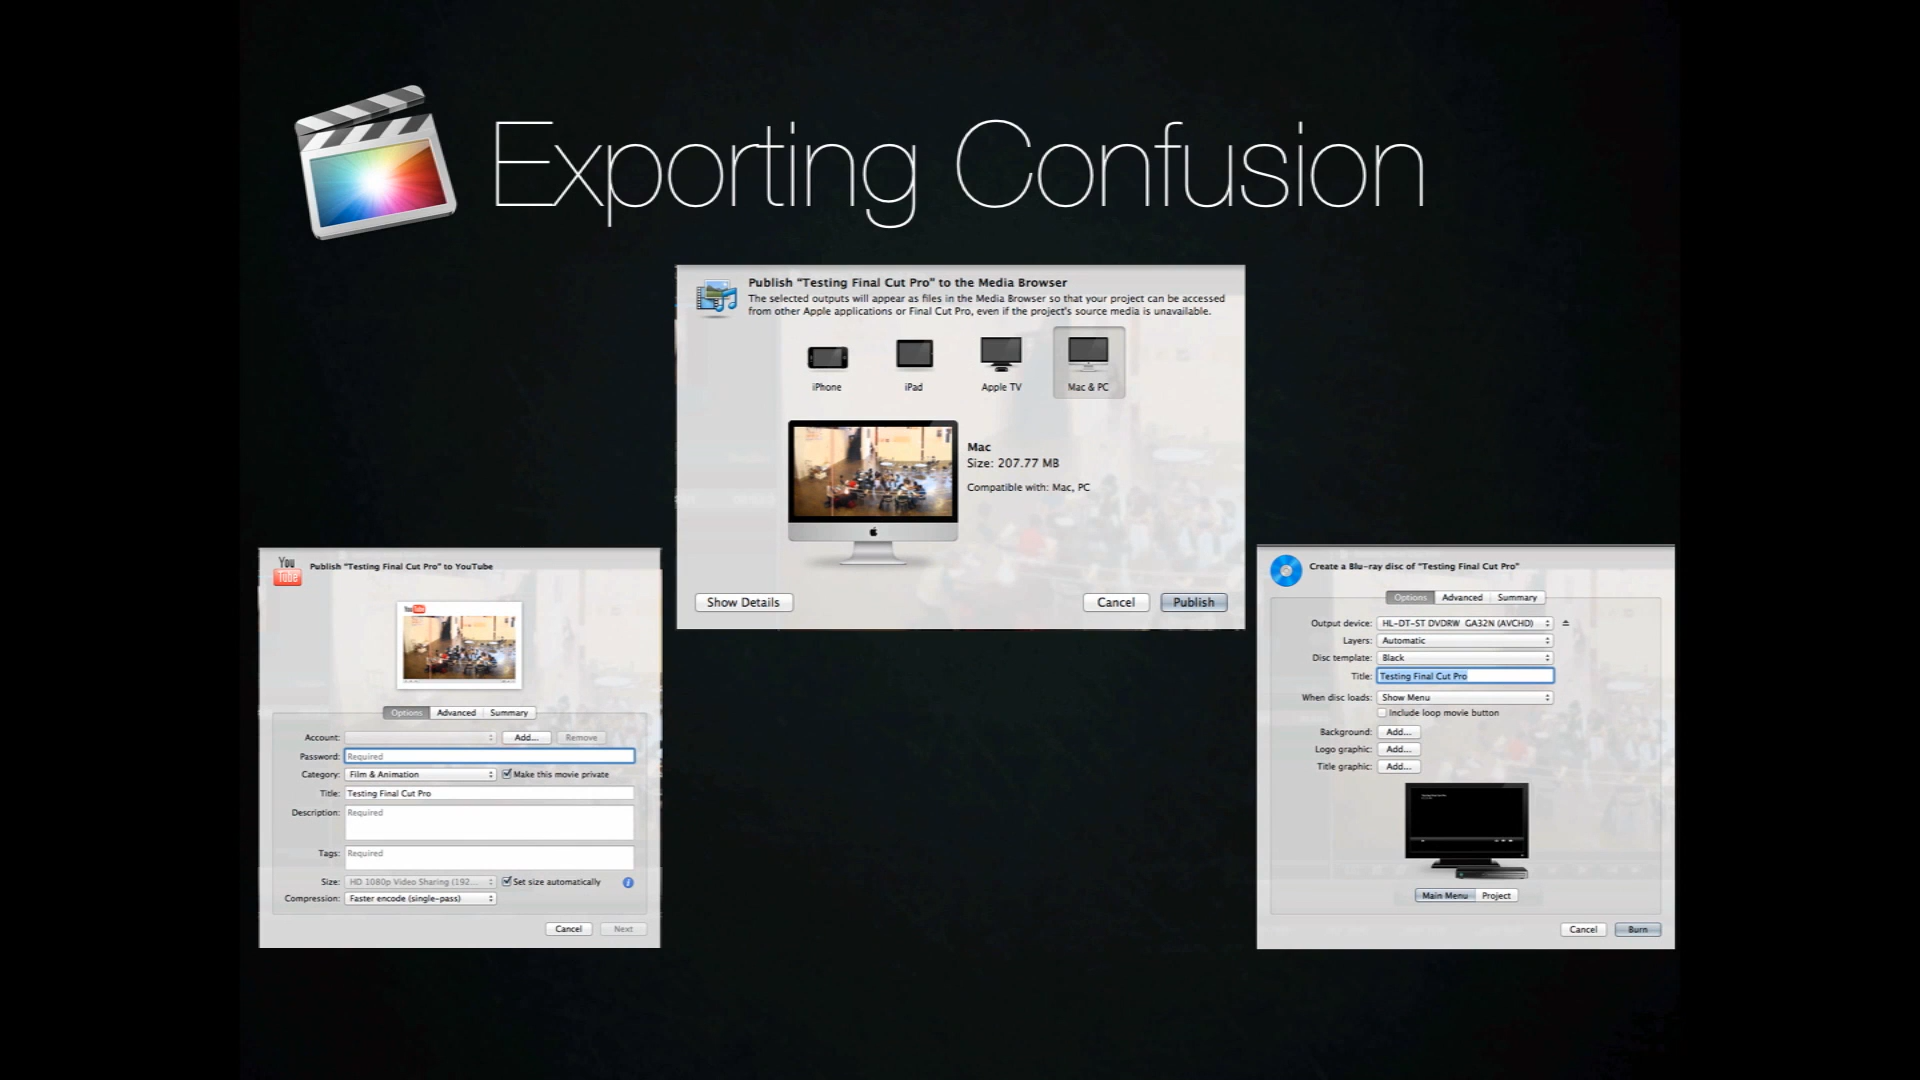 Exporting Confusion
Publish "Testing Final Cut Pro" to the Media Browser
The selected outputs will appear as files in the Media Browser so that your project can be accessed
from other Apple applications or Final Cut Pro, even if the project's source media is unavailable.
iPhone
iPad
Apple TV
Mac & PC
Mac
Size: 207.77 MB
Compatible with: Mac, PC
Show Details
Cancel
Publish
You
Tube
Publish "Testing Final Cut Pro" to YouTube
Options Advanced Summary
Account: Add... Remove
Password: Required
Category: Film & Animation Make this movie private
Title: Testing Final Cut Pro
Description: Required
Tags: Required
Size: HD 1080p Video Sharing (192... Set size automatically
Compression: Faster encode (single-pass)
Cancel Next
Create a Blu-ray disc of "Testing Final Cut Pro"
Options Advanced Summary
Output device: HL-DT-ST DVDRW GA32N (AVCHD)
Layers: Automatic
Disc template: Black
Title: Testing Final Cut Pro
When disc loads: Show Menu
Include loop movie button
Background: Add...
Logo graphic: Add...
Title graphic: Add...
Main Menu Project
Cancel Burn